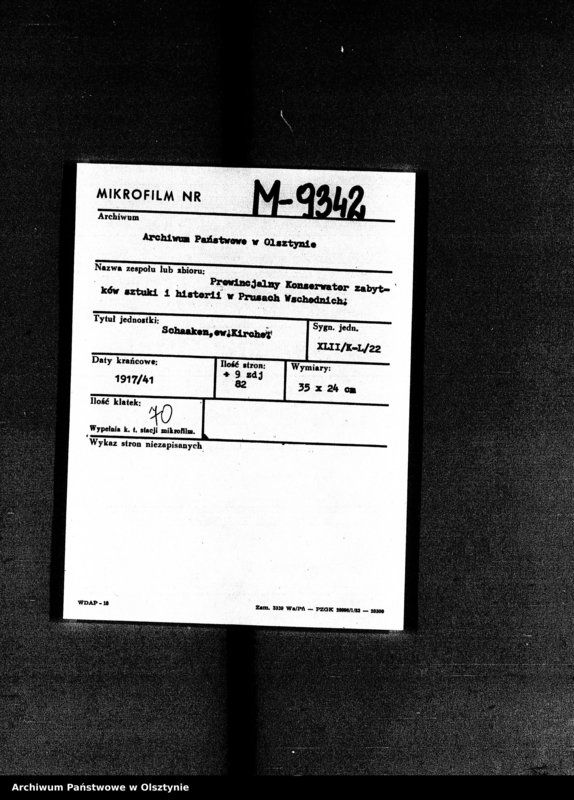 MIKROFILM NR M-9342
Archiwum
Archiwum Państwowe w Olsztynie
Nazwa zespołu lub zbioru:
Prowincjalny Konserwator zabyt-
ków sztuki i historii w Prusach Wschodnich;
Tytuł jednostki:
Schaaken, ew. Kirche
Sygn. jedn.
XLII/K-L/22
Daty krańcowe:
1917/41
Ilość stron:
+ 9 zdj
82
Wymiary:
35 x 24 cm
Ilość klatek:
70
Wypełnia k. t. stacji mikrofilm.
Wykaz stron niezapisanych
WDAP - 10
Archiwum Państwowe w Olsztynie